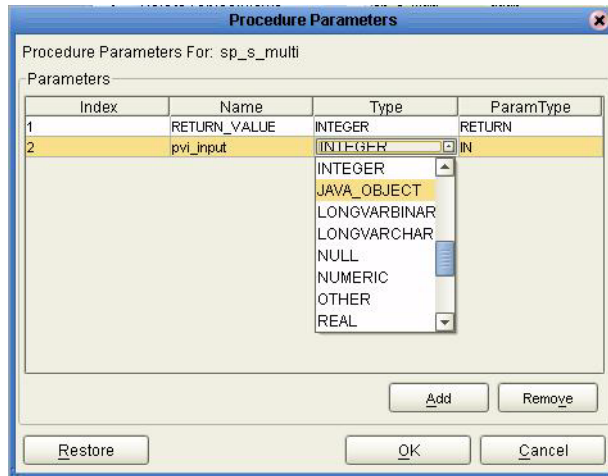 Procedure Parameters
Procedure Parameters For: sp_s_multi
Parameters
Index Name Type ParamType
1 RETURN_VALUE INTEGER RETURN
2 pvi_input INTEGER IN
INTEGER
JAVA_OBJECT
LONGVARBINAR
LONGVARCHAR
NULL
NUMERIC
OTHER
REAL
Add Remove
Restore OK Cancel